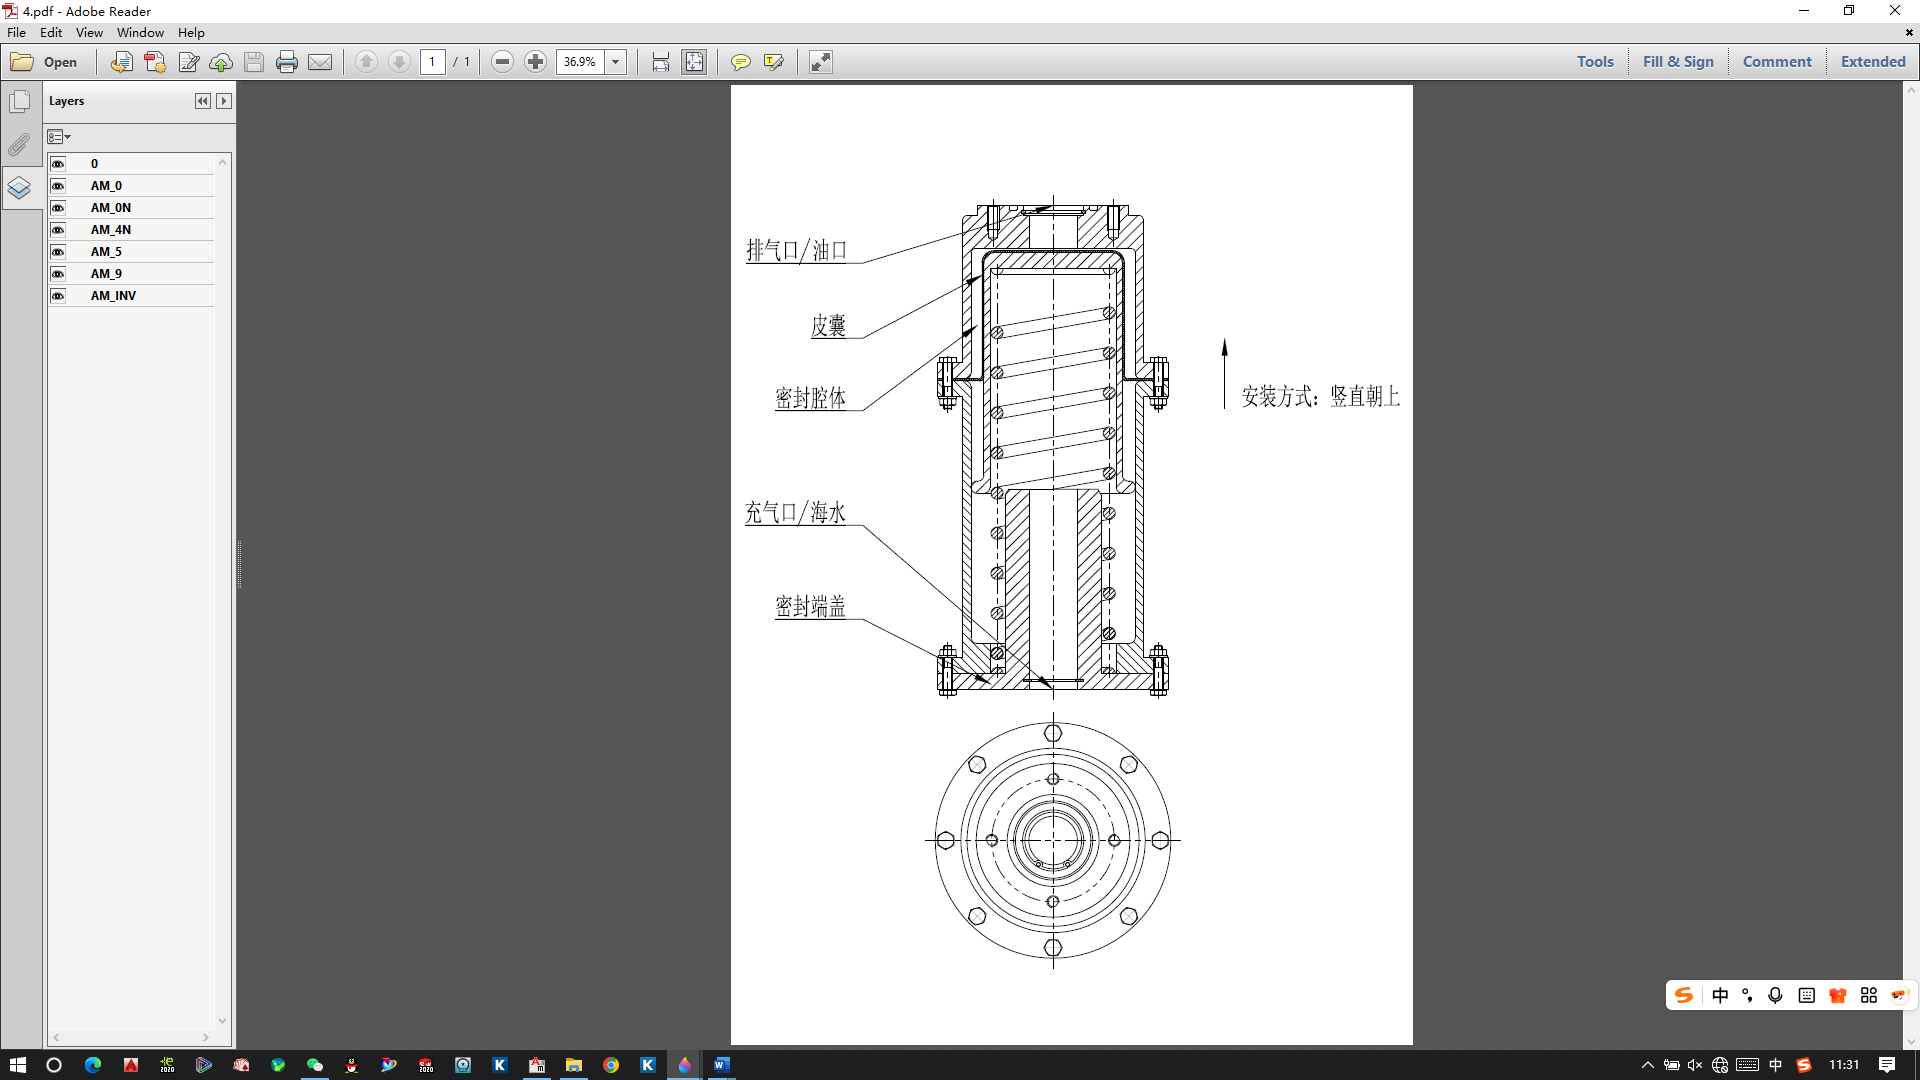 4.pdf - Adobe Reader
File Edit View Window Help
Open 1 / 1 36.9% Tools Fill & Sign Comment Extended
Layers
0
AM_0
AM_0N
AM_4N
AM_5
AM_9
AM_INV
排气口/油口
皮囊
密封腔体
安装方式：竖直朝上
充气口/海水
密封端盖
中
中 11:31